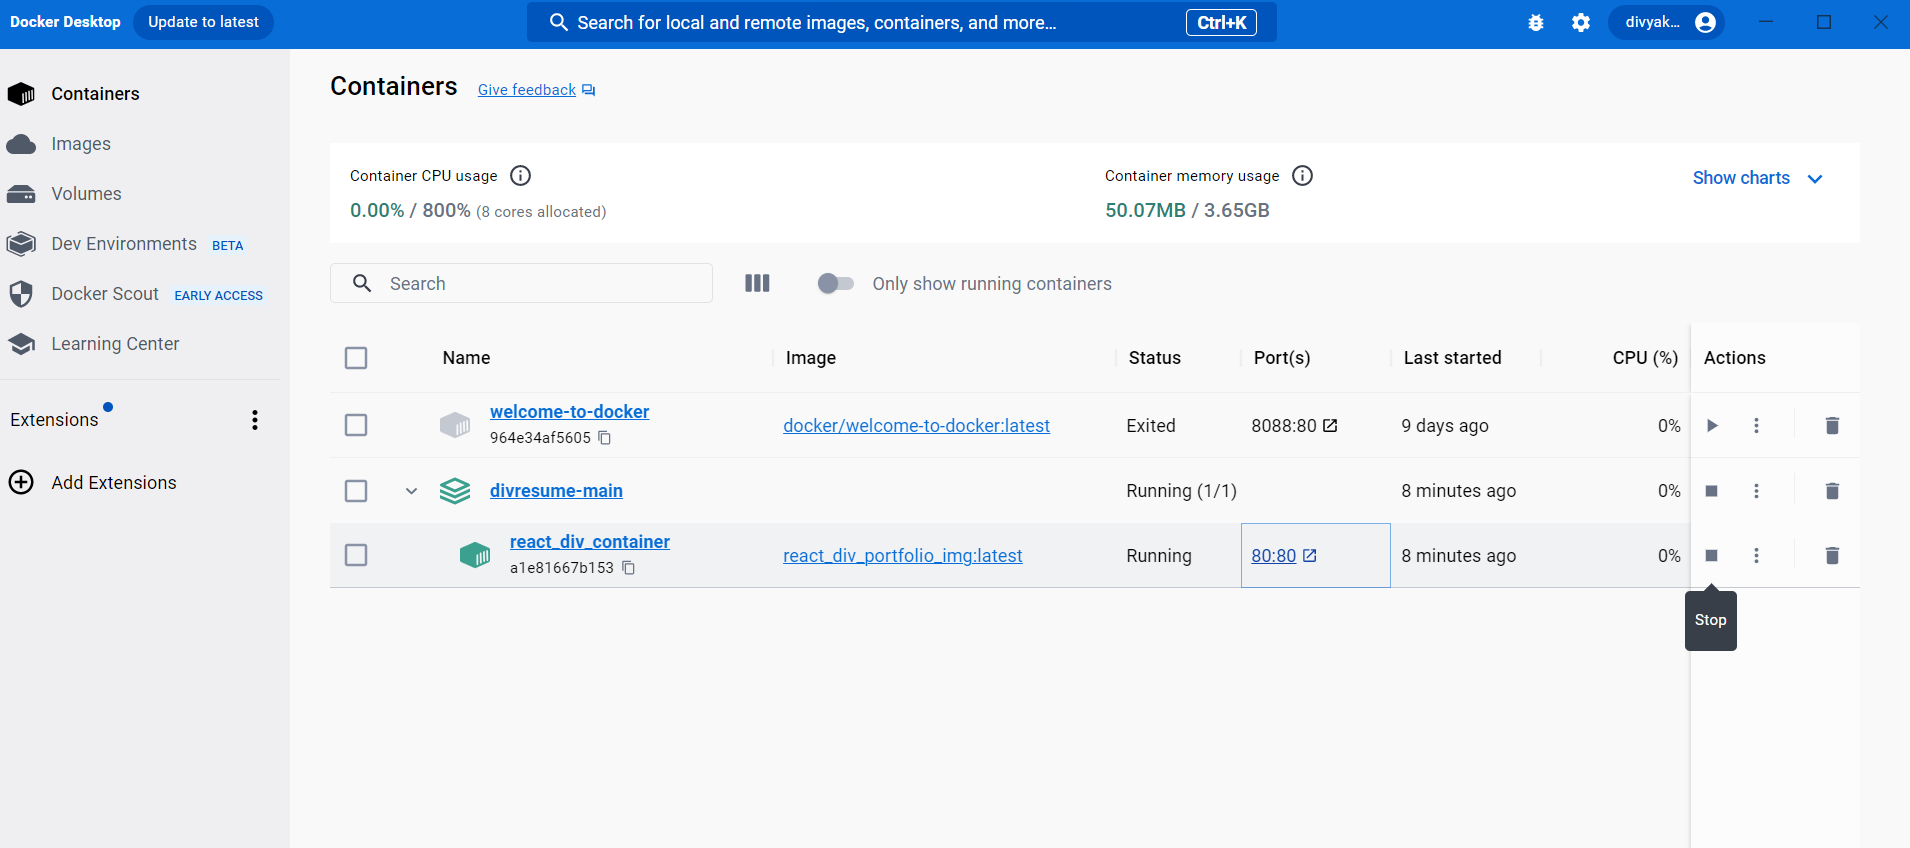 Docker Desktop Update to latest Search for local and remote images, containers, and more... Ctrl+K divyak...
Containers
Images
Volumes
Dev Environments BETA
Docker Scout EARLY ACCESS
Learning Center
Extensions
Add Extensions
Containers Give feedback
Container CPU usage
0.00% / 800% (8 cores allocated)
Container memory usage
50.07MB / 3.65GB
Show charts
Search
Only show running containers
Name Image Status Port(s) Last started CPU (%) Actions
welcome-to-docker
964e34af5605
docker/welcome-to-docker:latest Exited 8088:80 9 days ago 0%
divresume-main Running (1/1) 8 minutes ago 0%
react_div_container
a1e81667b153
react_div_portfolio_img:latest Running 80:80 8 minutes ago 0%
Stop